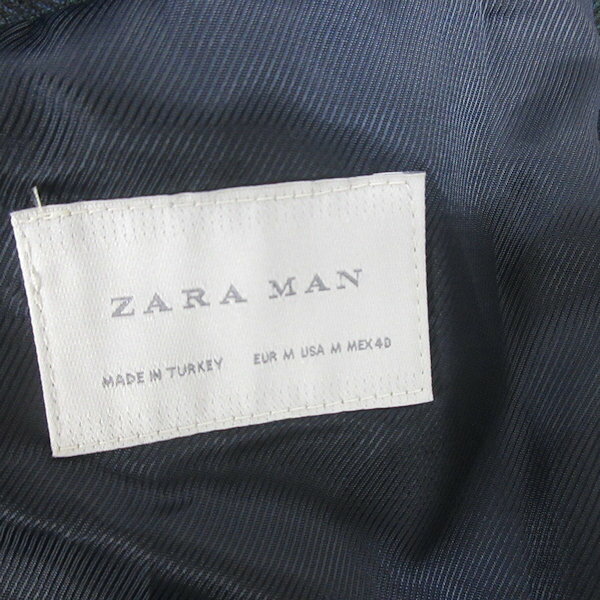 ZARA MAN
MADE IN TURKEY EUR M USA M MEX 40